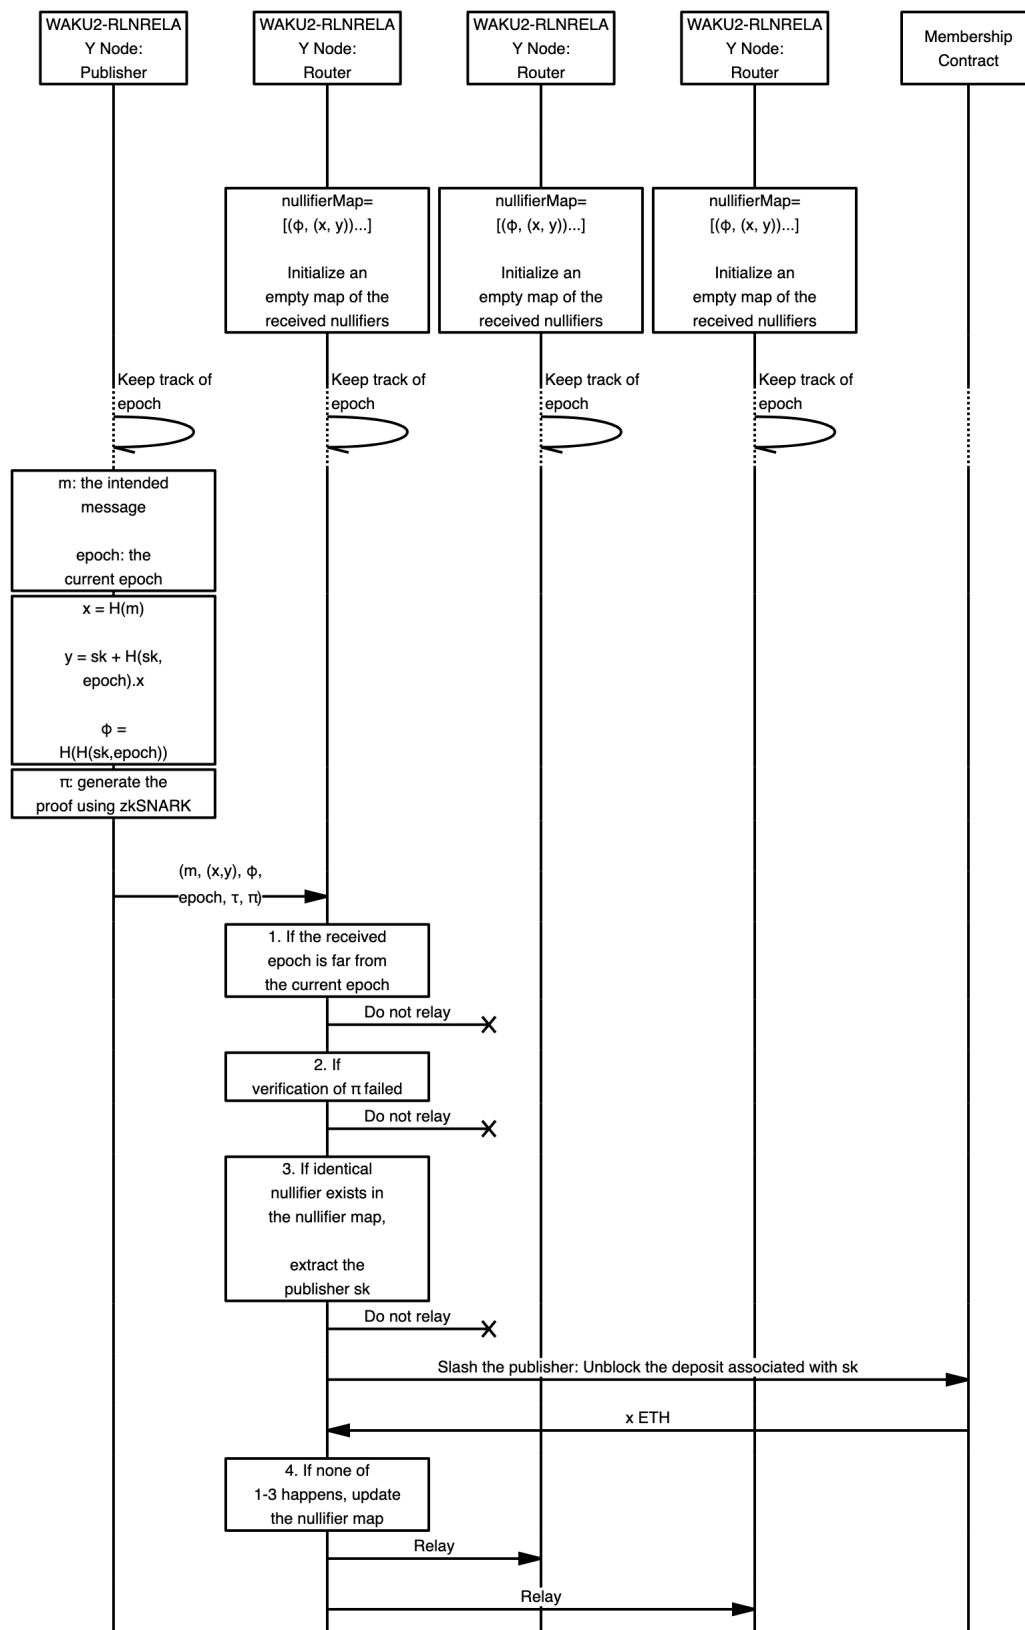 WAKU2-RLNRELA
Y Node:
Publisher
WAKU2-RLNRELA
Y Node:
Router
WAKU2-RLNRELA
Y Node:
Router
WAKU2-RLNRELA
Y Node:
Router
Membership
Contract
nullifierMap=
[(ϕ, (x, y))...]
Initialize an
empty map of the
received nullifiers
nullifierMap=
[(ϕ, (x, y))...]
Initialize an
empty map of the
received nullifiers
nullifierMap=
[(ϕ, (x, y))...]
Initialize an
empty map of the
received nullifiers
Keep track of
epoch
Keep track of
epoch
Keep track of
epoch
Keep track of
epoch
m: the intended
message
epoch: the
current epoch
x = H(m)
y = sk + H(sk,
epoch).x
ϕ =
H(H(sk,epoch))
π: generate the
proof using zkSNARK
(m, (x,y), ϕ,
epoch, τ, π)
1. If the received
epoch is far from
the current epoch
Do not relay
2. If
verification of π failed
Do not relay
3. If identical
nullifier exists in
the nullifier map,
extract the
publisher sk
Do not relay
Slash the publisher: Unblock the deposit associated with sk
x ETH
4. If none of
1-3 happens, update
the nullifier map
Relay
Relay